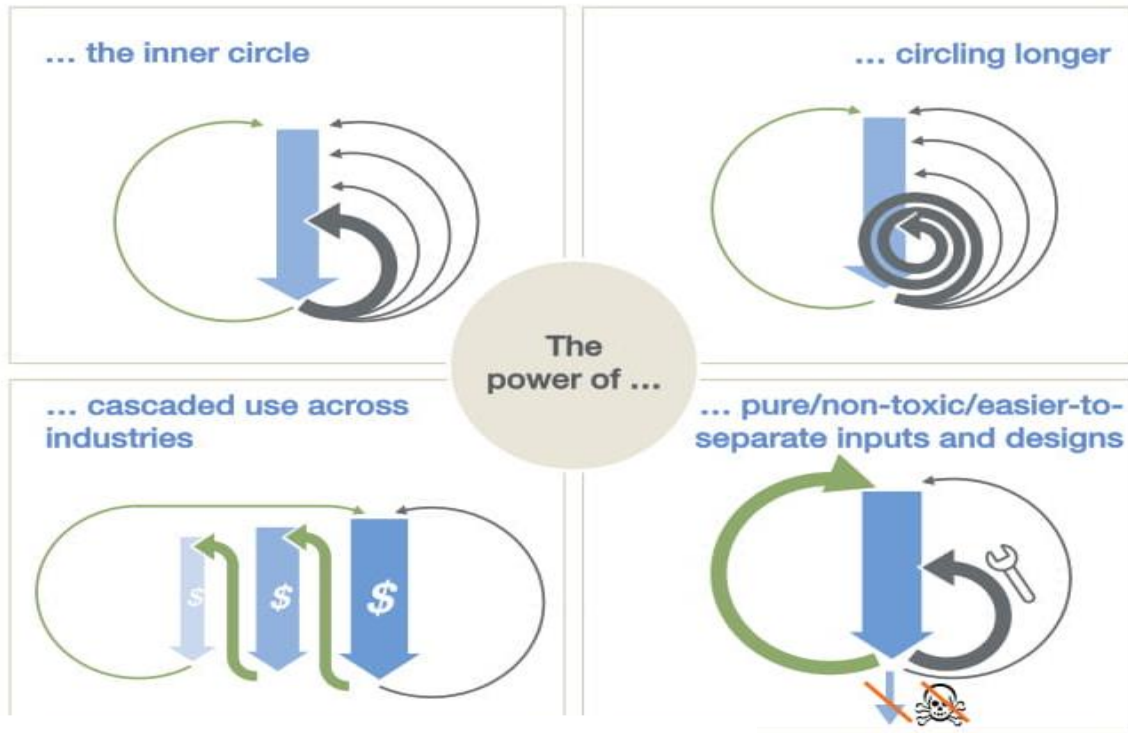 ... the inner circle
... circling longer
The
power of ...
... cascaded use across
industries
... pure/non-toxic/easier-to-
separate inputs and designs
$ $ $